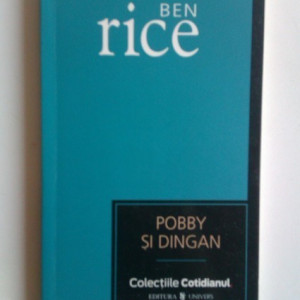 BEN
rice
POBBY
ȘI DINGAN
Colecțiile Cotidianul
EDITURA UNIVERS